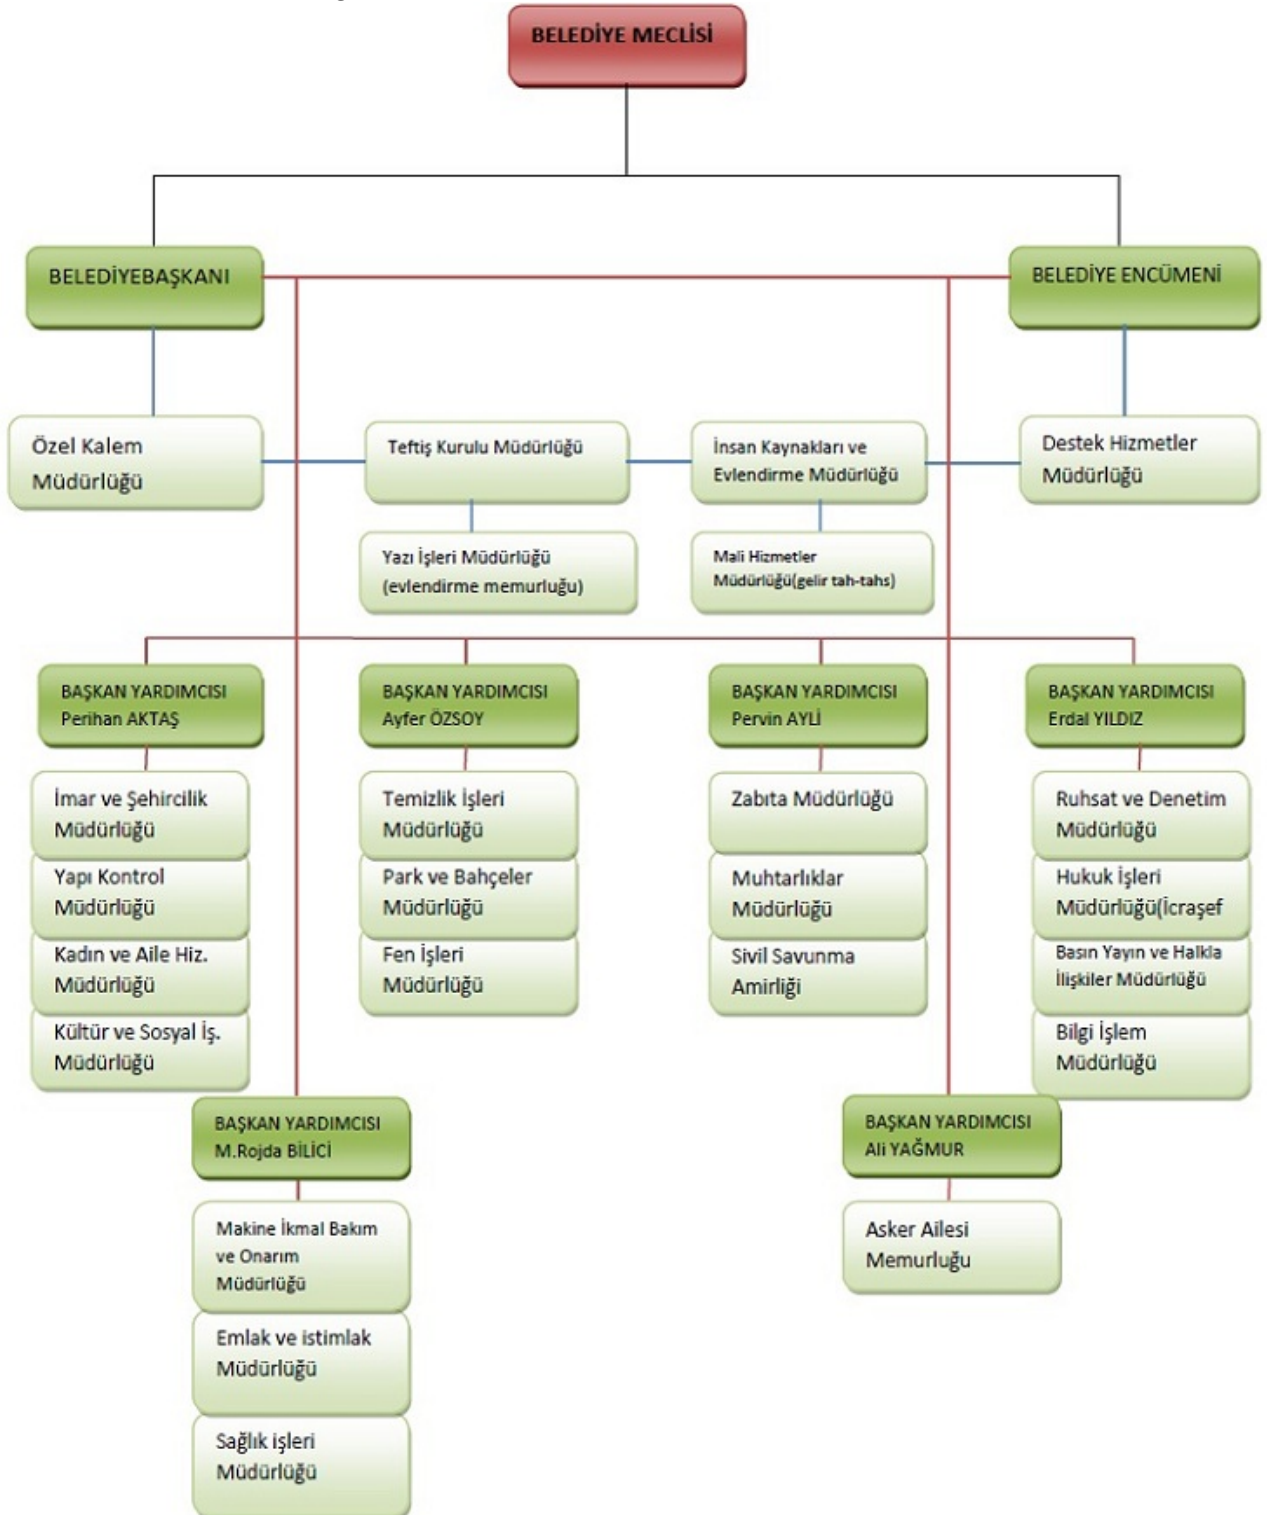 BELEDİYE MECLİSİ
BELEDİYEBAŞKANI
BELEDİYE ENCÜMENİ
Özel Kalem
Müdürlüğü
Teftiş Kurulu Müdürlüğü
İnsan Kaynakları ve
Evlendirme Müdürlüğü
Destek Hizmetler
Müdürlüğü
Yazı İşleri Müdürlüğü
(evlendirme memurluğu)
Mali Hizmetler
Müdürlüğü(gelir tah-tahs)
BAŞKAN YARDIMCISI
Perihan AKTAŞ
BAŞKAN YARDIMCISI
Ayfer ÖZSOY
BAŞKAN YARDIMCISI
Pervin AYLİ
BAŞKAN YARDIMCISI
Erdal YILDIZ
İmar ve Şehircilik
Müdürlüğü
Yapı Kontrol
Müdürlüğü
Kadın ve Aile Hiz.
Müdürlüğü
Kültür ve Sosyal İş.
Müdürlüğü
Temizlik İşleri
Müdürlüğü
Park ve Bahçeler
Müdürlüğü
Fen İşleri
Müdürlüğü
Zabıta Müdürlüğü
Muhtarlıklar
Müdürlüğü
Sivil Savunma
Amirliği
Ruhsat ve Denetim
Müdürlüğü
Hukuk İşleri
Müdürlüğü(İcraşef
Basın Yayın ve Halkla
İlişkiler Müdürlüğü
Bilgi İşlem
Müdürlüğü
BAŞKAN YARDIMCISI
M.Rojda BİLİCİ
Makine İkmal Bakım
ve Onarım
Müdürlüğü
Emlak ve istimlak
Müdürlüğü
Sağlık işleri
Müdürlüğü
BAŞKAN YARDIMCISI
Ali YAĞMUR
Asker Ailesi
Memurluğu